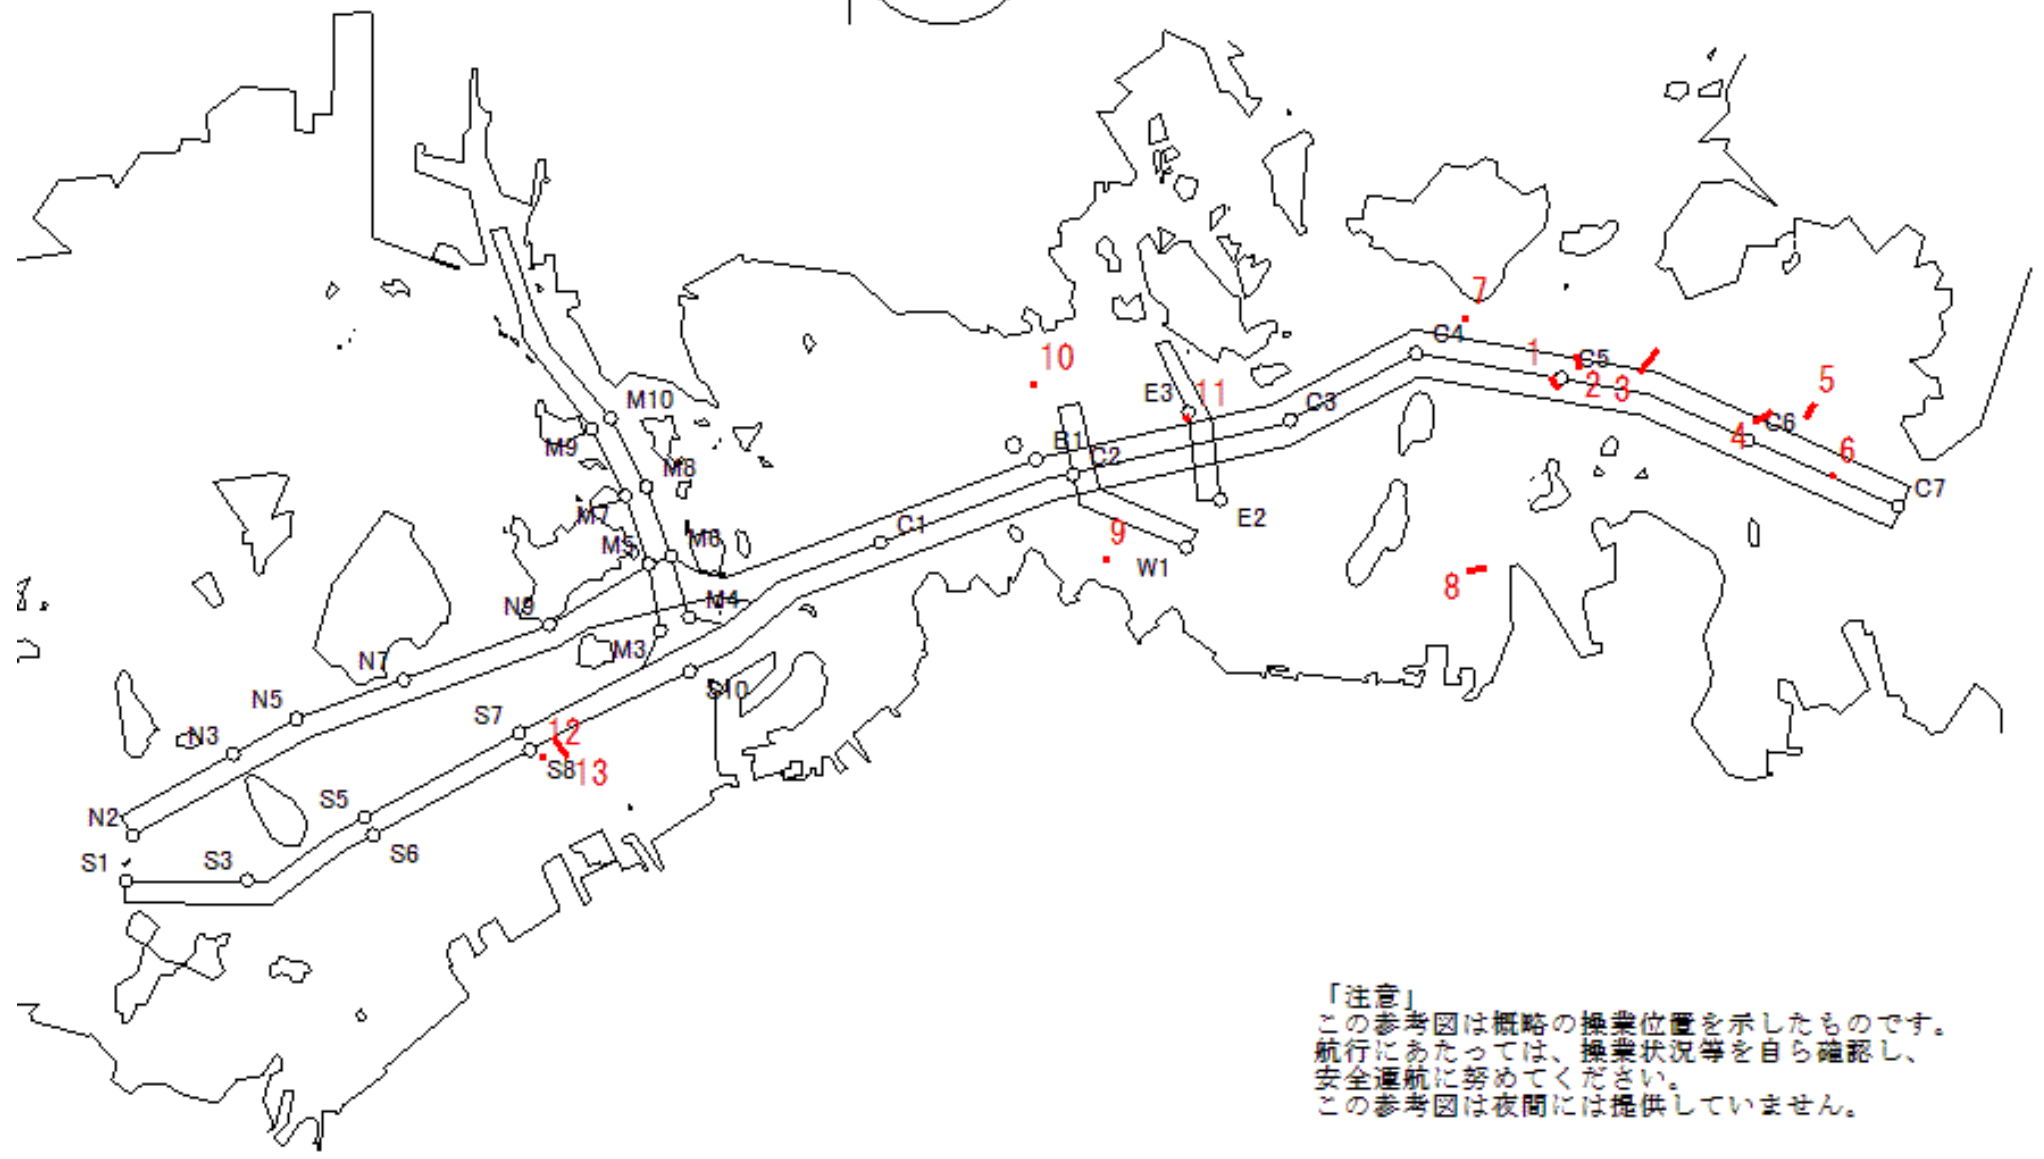 7
C4
1
C5
2
3
10
5
E3
11
M10
C3
C6
4
6
M9
B1
C2
M8
C7
M7
E2
C1
M5
M6
9
W1
8
N9
M4
M3
N7
S10
N5
S7
12
N3
S8
13
S5
N2
S6
S1
S3
「注意」
この参考図は概略の操業位置を示したものです。
航行にあたっては、操業状況等を自ら確認し、
安全運航に努めてください。
この参考図は夜間には提供していません。